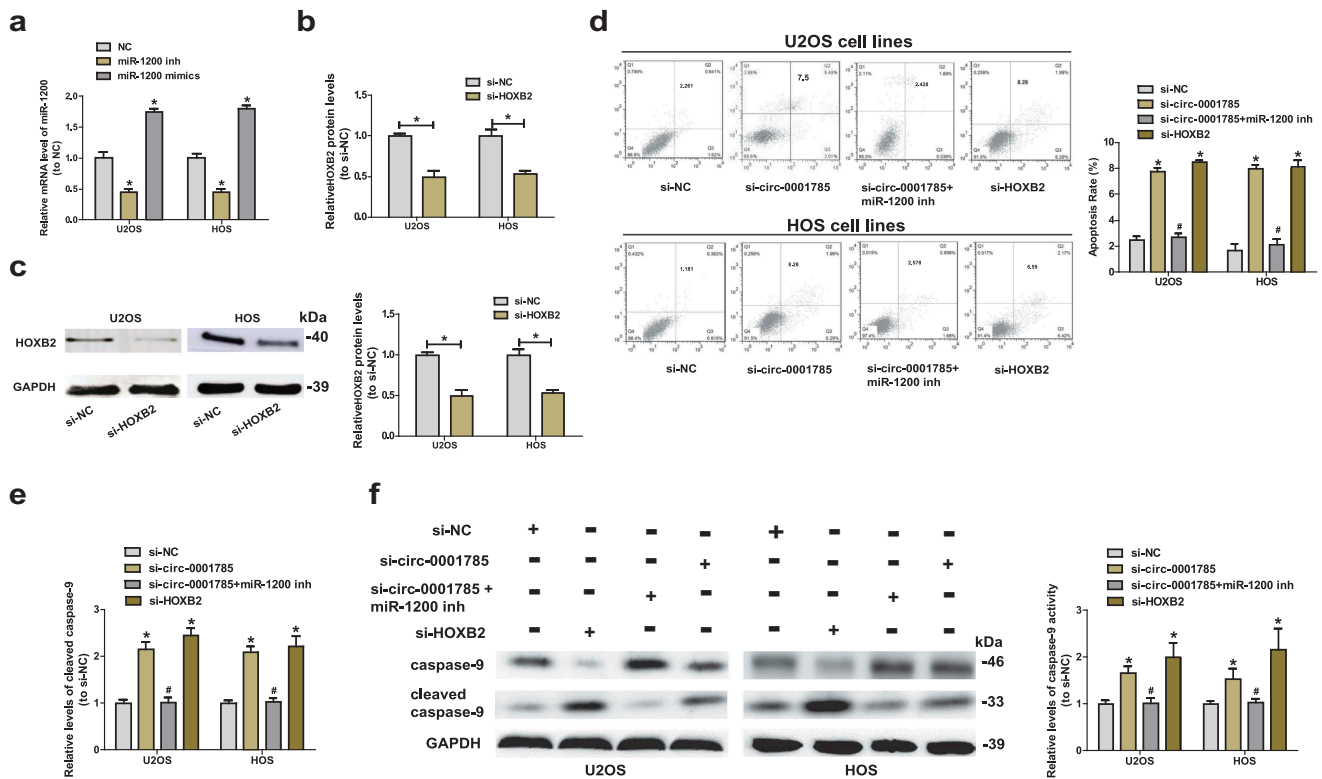 a
NC
miR-1200 inh
miR-1200 mimics
Relative mRNA level of miR-1200
(to NC)
2.0
1.5
1.0
0.5
0.0
U2OS
HOS
b
si-NC
si-HOXB2
RelativeHOXB2 protein levels
(to si-NC)
1.5
1.0
0.5
0.0
U2OS
HOS
*
*
c
U2OS
HOS
kDa
HOXB2
-40
GAPDH
-39
si-NC
si-HOXB2
si-NC
si-HOXB2
si-NC
si-HOXB2
RelativeHOXB2 protein levels
(to si-NC)
1.5
1.0
0.5
0.0
U2OS
HOS
*
*
d
U2OS cell lines
2,261
7.5
2.428
8.28
si-NC
si-circ-0001785
si-circ-0001785+
miR-1200 inh
si-HOXB2
HOS cell lines
1.181
8.28
2,578
8.59
si-NC
si-circ-0001785
si-circ-0001785+
miR-1200 inh
si-HOXB2
si-NC
si-circ-0001785
si-circ-0001785+miR-1200 inh
si-HOXB2
Apoptosis Rate (%)
10
8
6
4
2
0
U2OS
HOS
e
si-NC
si-circ-0001785
si-circ-0001785+miR-1200 inh
si-HOXB2
Relative levels of cleaved caspase-9
(to si-NC)
3
2
1
0
U2OS
HOS
f
si-NC + - - - + - - -
si-circ-0001785 - - - + - - - +
si-circ-0001785 +
miR-1200 inh - - + - - - + -
si-HOXB2 - + - - - + - -
kDa
caspase-9
-46
cleaved
caspase-9
-33
GAPDH
-39
U2OS
HOS
si-NC
si-circ-0001785
si-circ-0001785+miR-1200 inh
si-HOXB2
Relative levels of caspase-9 activity
(to si-NC)
3
2
1
0
U2OS
HOS